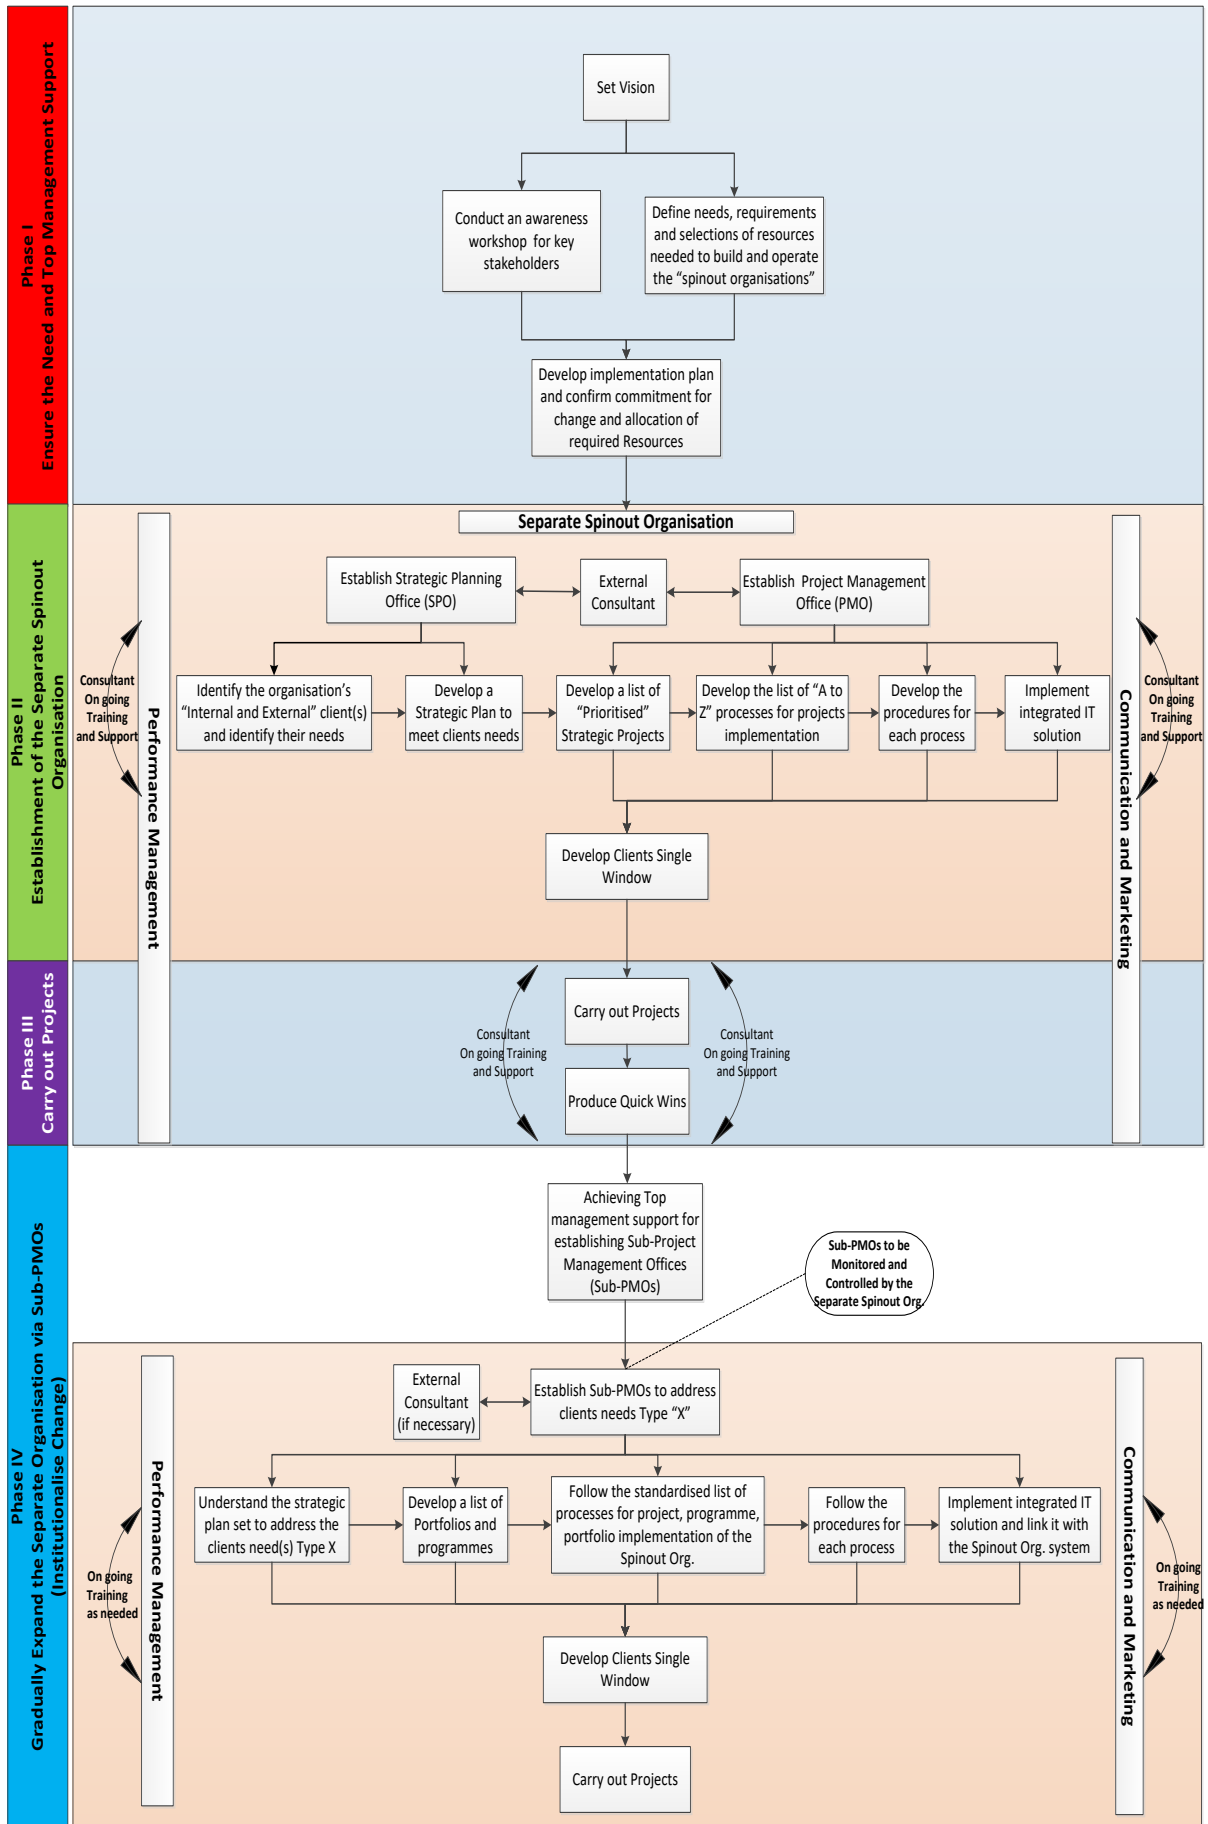 Phase I
Ensure the Need and Top Management Support
Set Vision
Conduct an awareness
workshop for key
stakeholders
Define needs, requirements
and selections of resources
needed to build and operate
the “spinout organisations”
Develop implementation plan
and confirm commitment for
change and allocation of
required Resources
Phase II
Establishment of the Separate Spinout
Organisation
Separate Spinout Organisation
Establish Strategic Planning
Office (SPO)
External
Consultant
Establish Project Management
Office (PMO)
Consultant
On going
Training
and Support
Performance Management
Identify the organisation’s
“Internal and External” client(s)
and identify their needs
Develop a
Strategic Plan to
meet clients needs
Develop a list of
“Prioritised”
Strategic Projects
Develop the list of “A to
Z” processes for projects
implementation
Develop the
procedures for
each process
Implement
integrated IT
solution
Communication and Marketing
Consultant
On going
Training
and Support
Develop Clients Single
Window
Phase III
Carry out Projects
Carry out Projects
Consultant
On going Training
and Support
Consultant
On going Training
and Support
Produce Quick Wins
Phase IV
Gradually Expand the Separate Organisation via Sub-PMOs
(Institutionalise Change)
Achieving Top
management support for
establishing Sub-Project
Management Offices
(Sub-PMOs)
Sub-PMOs to be
Monitored and
Controlled by the
Separate Spinout Org.
External
Consultant
(if necessary)
Establish Sub-PMOs to address
clients needs Type “X”
Performance Management
On going
Training
as needed
Understand the strategic
plan set to address the
clients need(s) Type X
Develop a list of
Portfolios and
programmes
Follow the standardised list of
processes for project, programme,
portfolio implementation of the
Spinout Org.
Follow the
procedures for
each process
Implement integrated IT
solution and link it with
the Spinout Org. system
Communication and Marketing
On going
Training
as needed
Develop Clients Single
Window
Carry out Projects